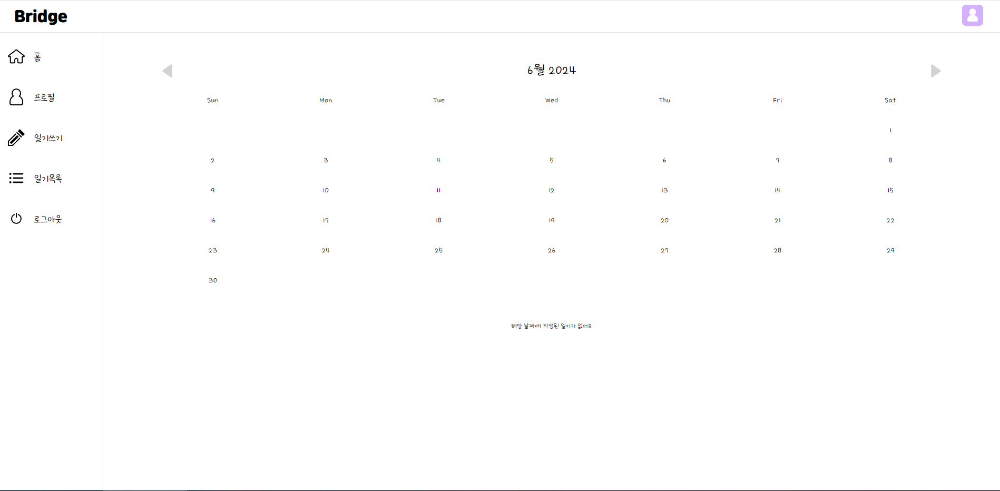 Bridge
홈
프로필
일기쓰기
일기목록
로그아웃
6월 2024
Sun Mon Tue Wed Thu Fri Sat
1
2 3 4 5 6 7 8
9 10 11 12 13 14 15
16 17 18 19 20 21 22
23 24 25 26 27 28 29
30
해당 날짜에 작성된 일기가 없어요